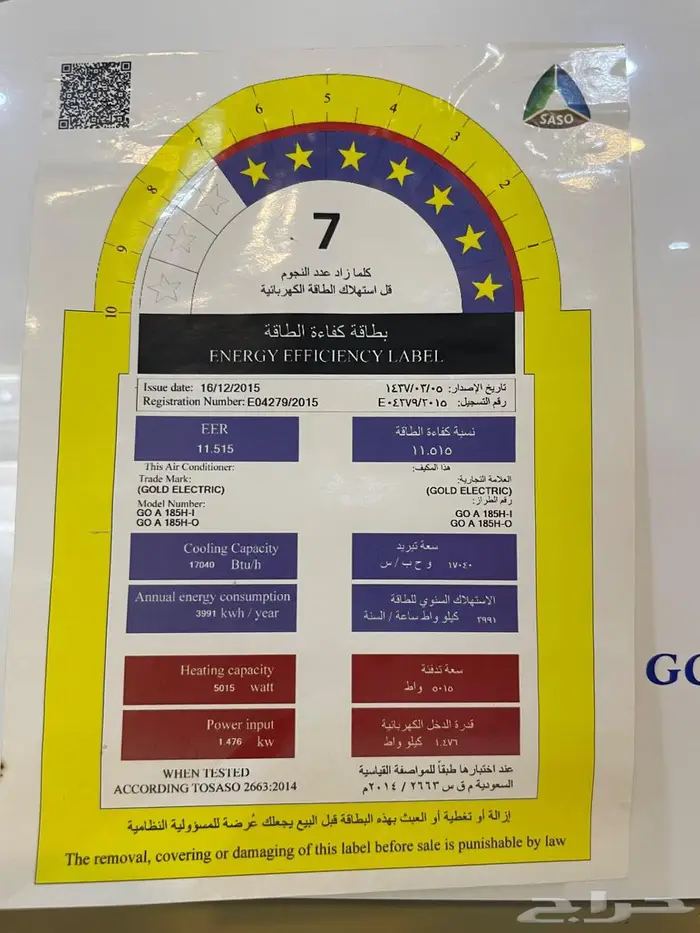 SASO
1 2 3 4 5 6 7 8 9 10
7
كلما زاد عدد النجوم
قل استهلاك الطاقة الكهربائية
بطاقة كفاءة الطاقة
ENERGY EFFICIENCY LABEL
Issue date: 16/12/2015
تاريخ الإصدار: ١٤٣٧/٠٣/٠٥
Registration Number: E04279/2015
رقم التسجيل: E٠٤٢٧٩/٢٠١٥
EER
11.515
نسبة كفاءة الطاقة
١١.٥١٥
This Air Conditioner:
هذا المكيف:
Trade Mark:
(GOLD ELECTRIC)
العلامة التجارية:
(GOLD ELECTRIC)
Model Number:
GO A 185H-I
GO A 185H-O
رقم الطراز:
GO A 185H-I
GO A 185H-O
Cooling Capacity
17040 Btu/h
سعة تبريد
١٧٠٤٠ و ح ب / س
Annual energy consumption
3991 kwh / year
الاستهلاك السنوي للطاقة
٣٩٩١ كيلو واط ساعة / السنة
Heating capacity
5015 watt
سعة تدفئة
٥٠١٥ واط
Power input
1.476 kw
قدرة الدخل الكهربائية
١.٤٧٦ كيلو واط
WHEN TESTED
ACCORDING TOSASO 2663:2014
عند اختبارها طبقاً للمواصفة القياسية
السعودية م ق س ٢٦٦٣ / ٢٠١٤م
إزالة أو تغطية أو العبث بهذه البطاقة قبل البيع يجعلك عُرضة للمسؤولية النظامية
The removal, covering or damaging of this label before sale is punishable by law
GO
حراج